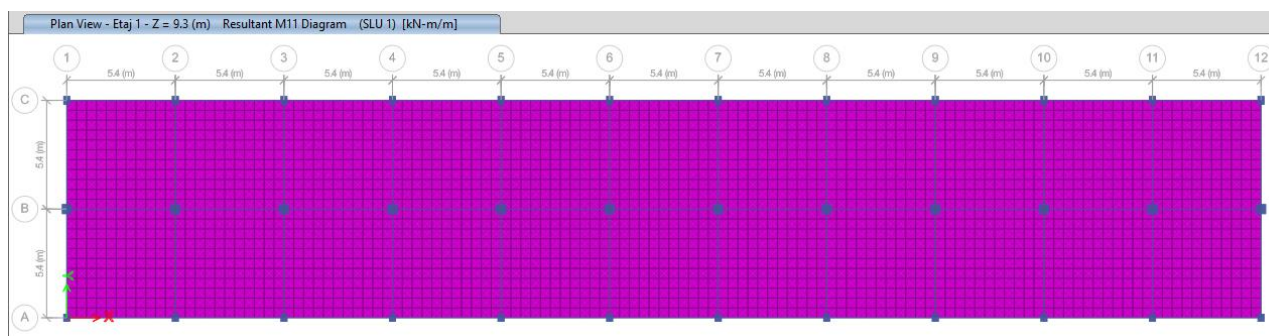 Plan View - Etaj 1 - Z = 9.3 (m) Resultant M11 Diagram (SLU 1) [kN-m/m]
1 2 3 4 5 6 7 8 9 10 11 12
5.4 (m) 5.4 (m) 5.4 (m) 5.4 (m) 5.4 (m) 5.4 (m) 5.4 (m) 5.4 (m) 5.4 (m) 5.4 (m) 5.4 (m)
C
5.4 (m)
B
5.4 (m)
Y
A X